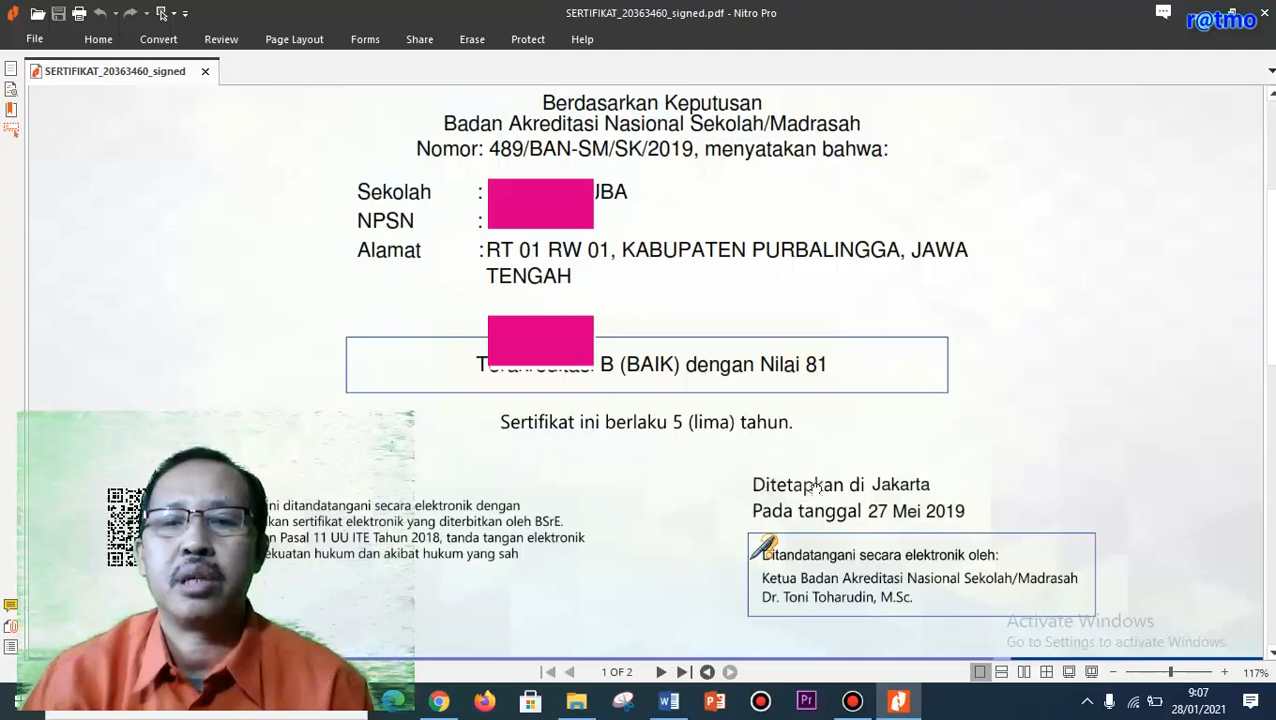 SERTIFIKAT_20363460_signed.pdf - Nitro Pro
r@tmo
File Home Convert Review Page Layout Forms Share Erase Protect Help
SERTIFIKAT_20363460_signed
Berdasarkan Keputusan
Badan Akreditasi Nasional Sekolah/Madrasah
Nomor: 489/BAN-SM/SK/2019, menyatakan bahwa:
Sekolah :
NPSN :
Alamat :RT 01 RW 01, KABUPATEN PURBALINGGA, JAWA
TENGAH
B (BAIK) dengan Nilai 81
Sertifikat ini berlaku 5 (lima) tahun.
ini ditandatangani secara elektronik dengan
sertifikat elektronik yang diterbitkan oleh BSrE.
Pasal 11 UU ITE Tahun 2018, tanda tangan elektronik
hukum dan akibat hukum yang sah
Ditetapkan di Jakarta
Pada tanggal 27 Mei 2019
Ditandatangani secara elektronik oleh:
Ketua Badan Akreditasi Nasional Sekolah/Madrasah
Dr. Toni Toharudin, M.Sc.
Activate Windows
Go to Settings to activate Windows.
1 OF 2
117%
9:07
28/01/2021